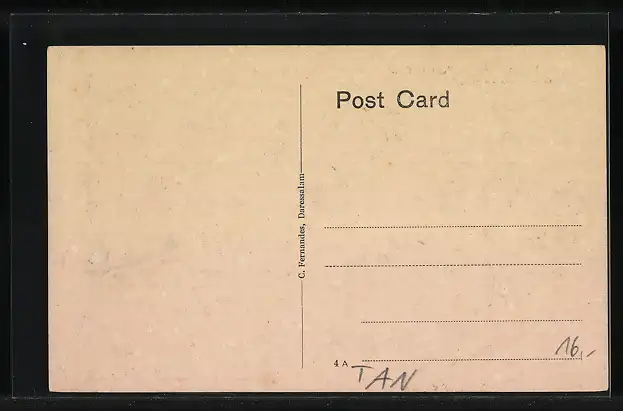 Post Card
C. Fernandes, Daressalam
4 A
TAN
16,-